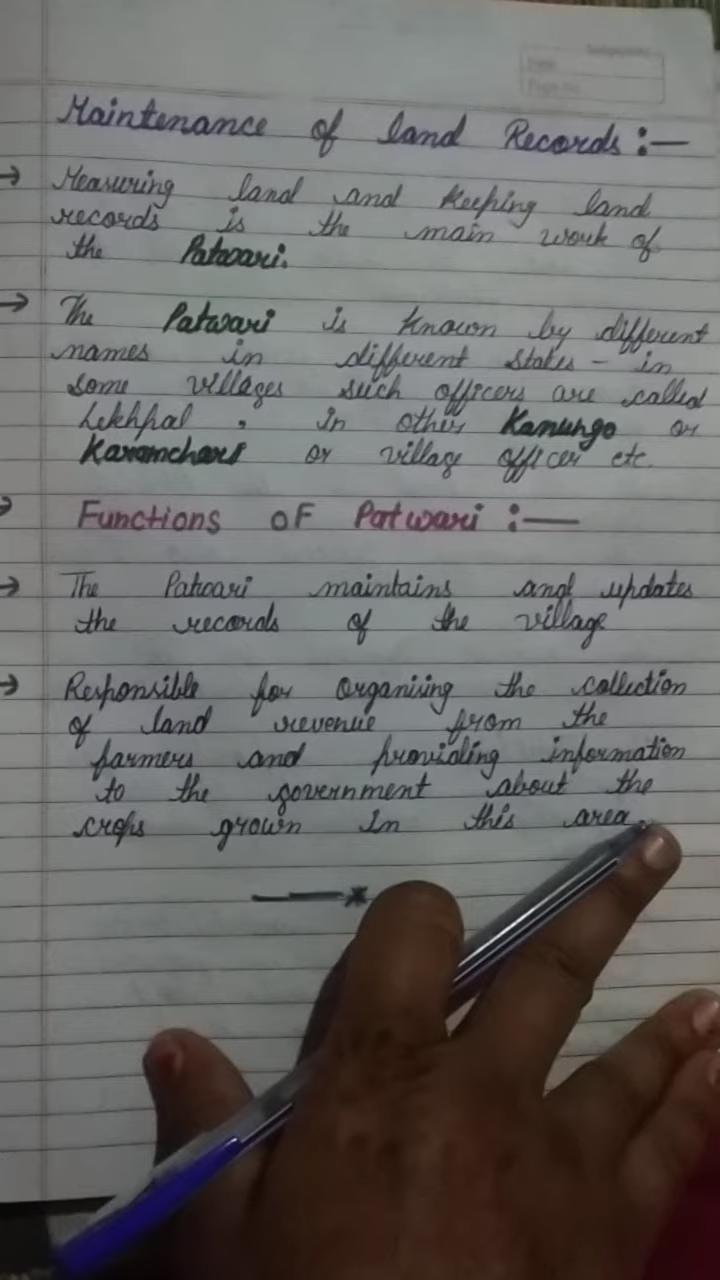 Maintenance of land Records :—
→ Measuring land and keeping land
records is the main work of
the Patwari.
→ The Patwari is known by different
names in different states - in
some villages such officers are called
Lekhpal , in other Kanungo or
Karamchari or village officer etc.
→ Functions oF Patwari :—
→ The Patwari maintains and updates
the records of the village
→ Responsible for Organising the collection
of land revenue from the
farmers and providing information
to the government about the
crops grown In this area.